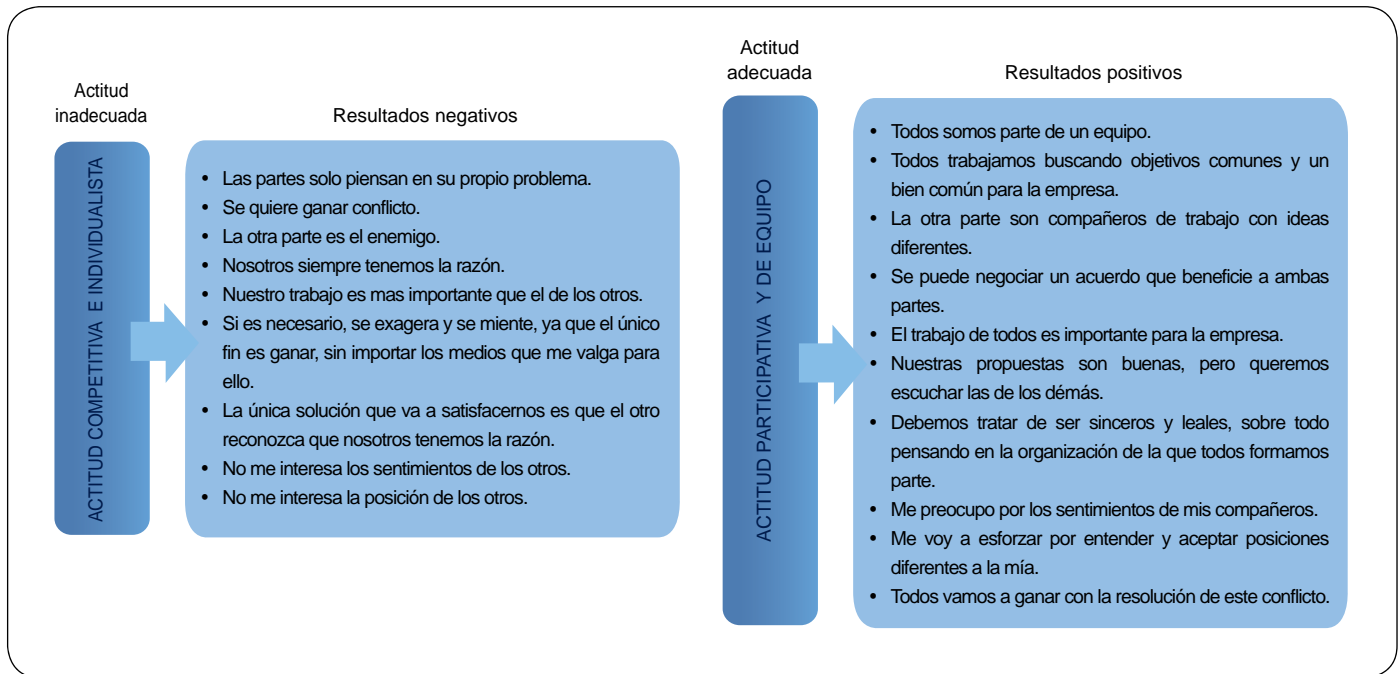 Actitud
inadecuada
Resultados negativos
ACTITUD COMPETITIVA E INDIVIDUALISTA
• Las partes solo piensan en su propio problema.
• Se quiere ganar conflicto.
• La otra parte es el enemigo.
• Nosotros siempre tenemos la razón.
• Nuestro trabajo es mas importante que el de los otros.
• Si es necesario, se exagera y se miente, ya que el único
fin es ganar, sin importar los medios que me valga para
ello.
• La única solución que va a satisfacernos es que el otro
reconozca que nosotros tenemos la razón.
• No me interesa los sentimientos de los otros.
• No me interesa la posición de los otros.
Actitud
adecuada
Resultados positivos
ACTITUD PARTICIPATIVA Y DE EQUIPO
• Todos somos parte de un equipo.
• Todos trabajamos buscando objetivos comunes y un
bien común para la empresa.
• La otra parte son compañeros de trabajo con ideas
diferentes.
• Se puede negociar un acuerdo que beneficie a ambas
partes.
• El trabajo de todos es importante para la empresa.
• Nuestras propuestas son buenas, pero queremos
escuchar las de los démás.
• Debemos tratar de ser sinceros y leales, sobre todo
pensando en la organización de la que todos formamos
parte.
• Me preocupo por los sentimientos de mis compañeros.
• Me voy a esforzar por entender y aceptar posiciones
diferentes a la mía.
• Todos vamos a ganar con la resolución de este conflicto.